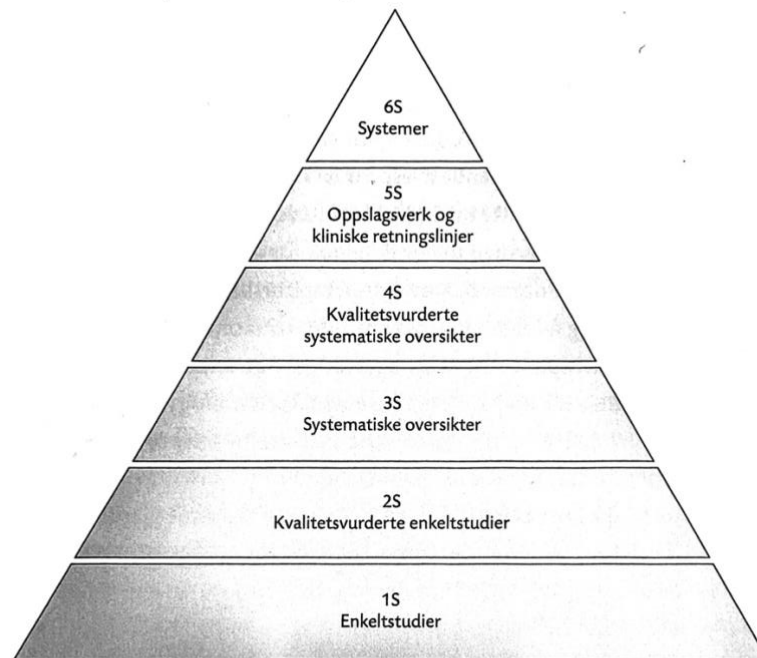 6S
Systemer
5S
Oppslagsverk og
kliniske retningslinjer
4S
Kvalitetsvurderte
systematiske oversikter
3S
Systematiske oversikter
2S
Kvalitetsvurderte enkeltstudier
1S
Enkeltstudier